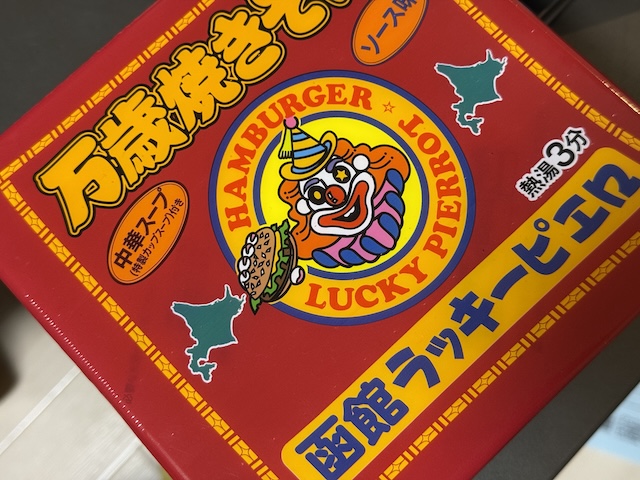 万歳焼きそ
ソース味
HAMBURGER ☆
LUCKY PIERROT
中華スープ
(特製カップスープ)付き
熱湯3分
函館ラッキーピエロ